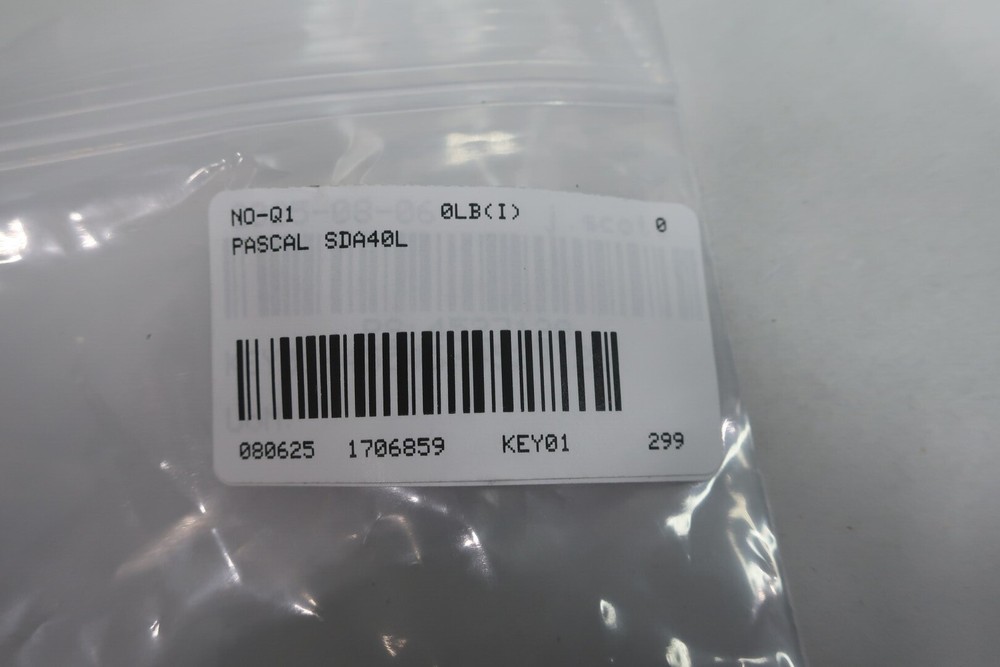 NO-Q1 0LB(I) 0
PASCAL SDA40L
080625 1706859 KEY01 299